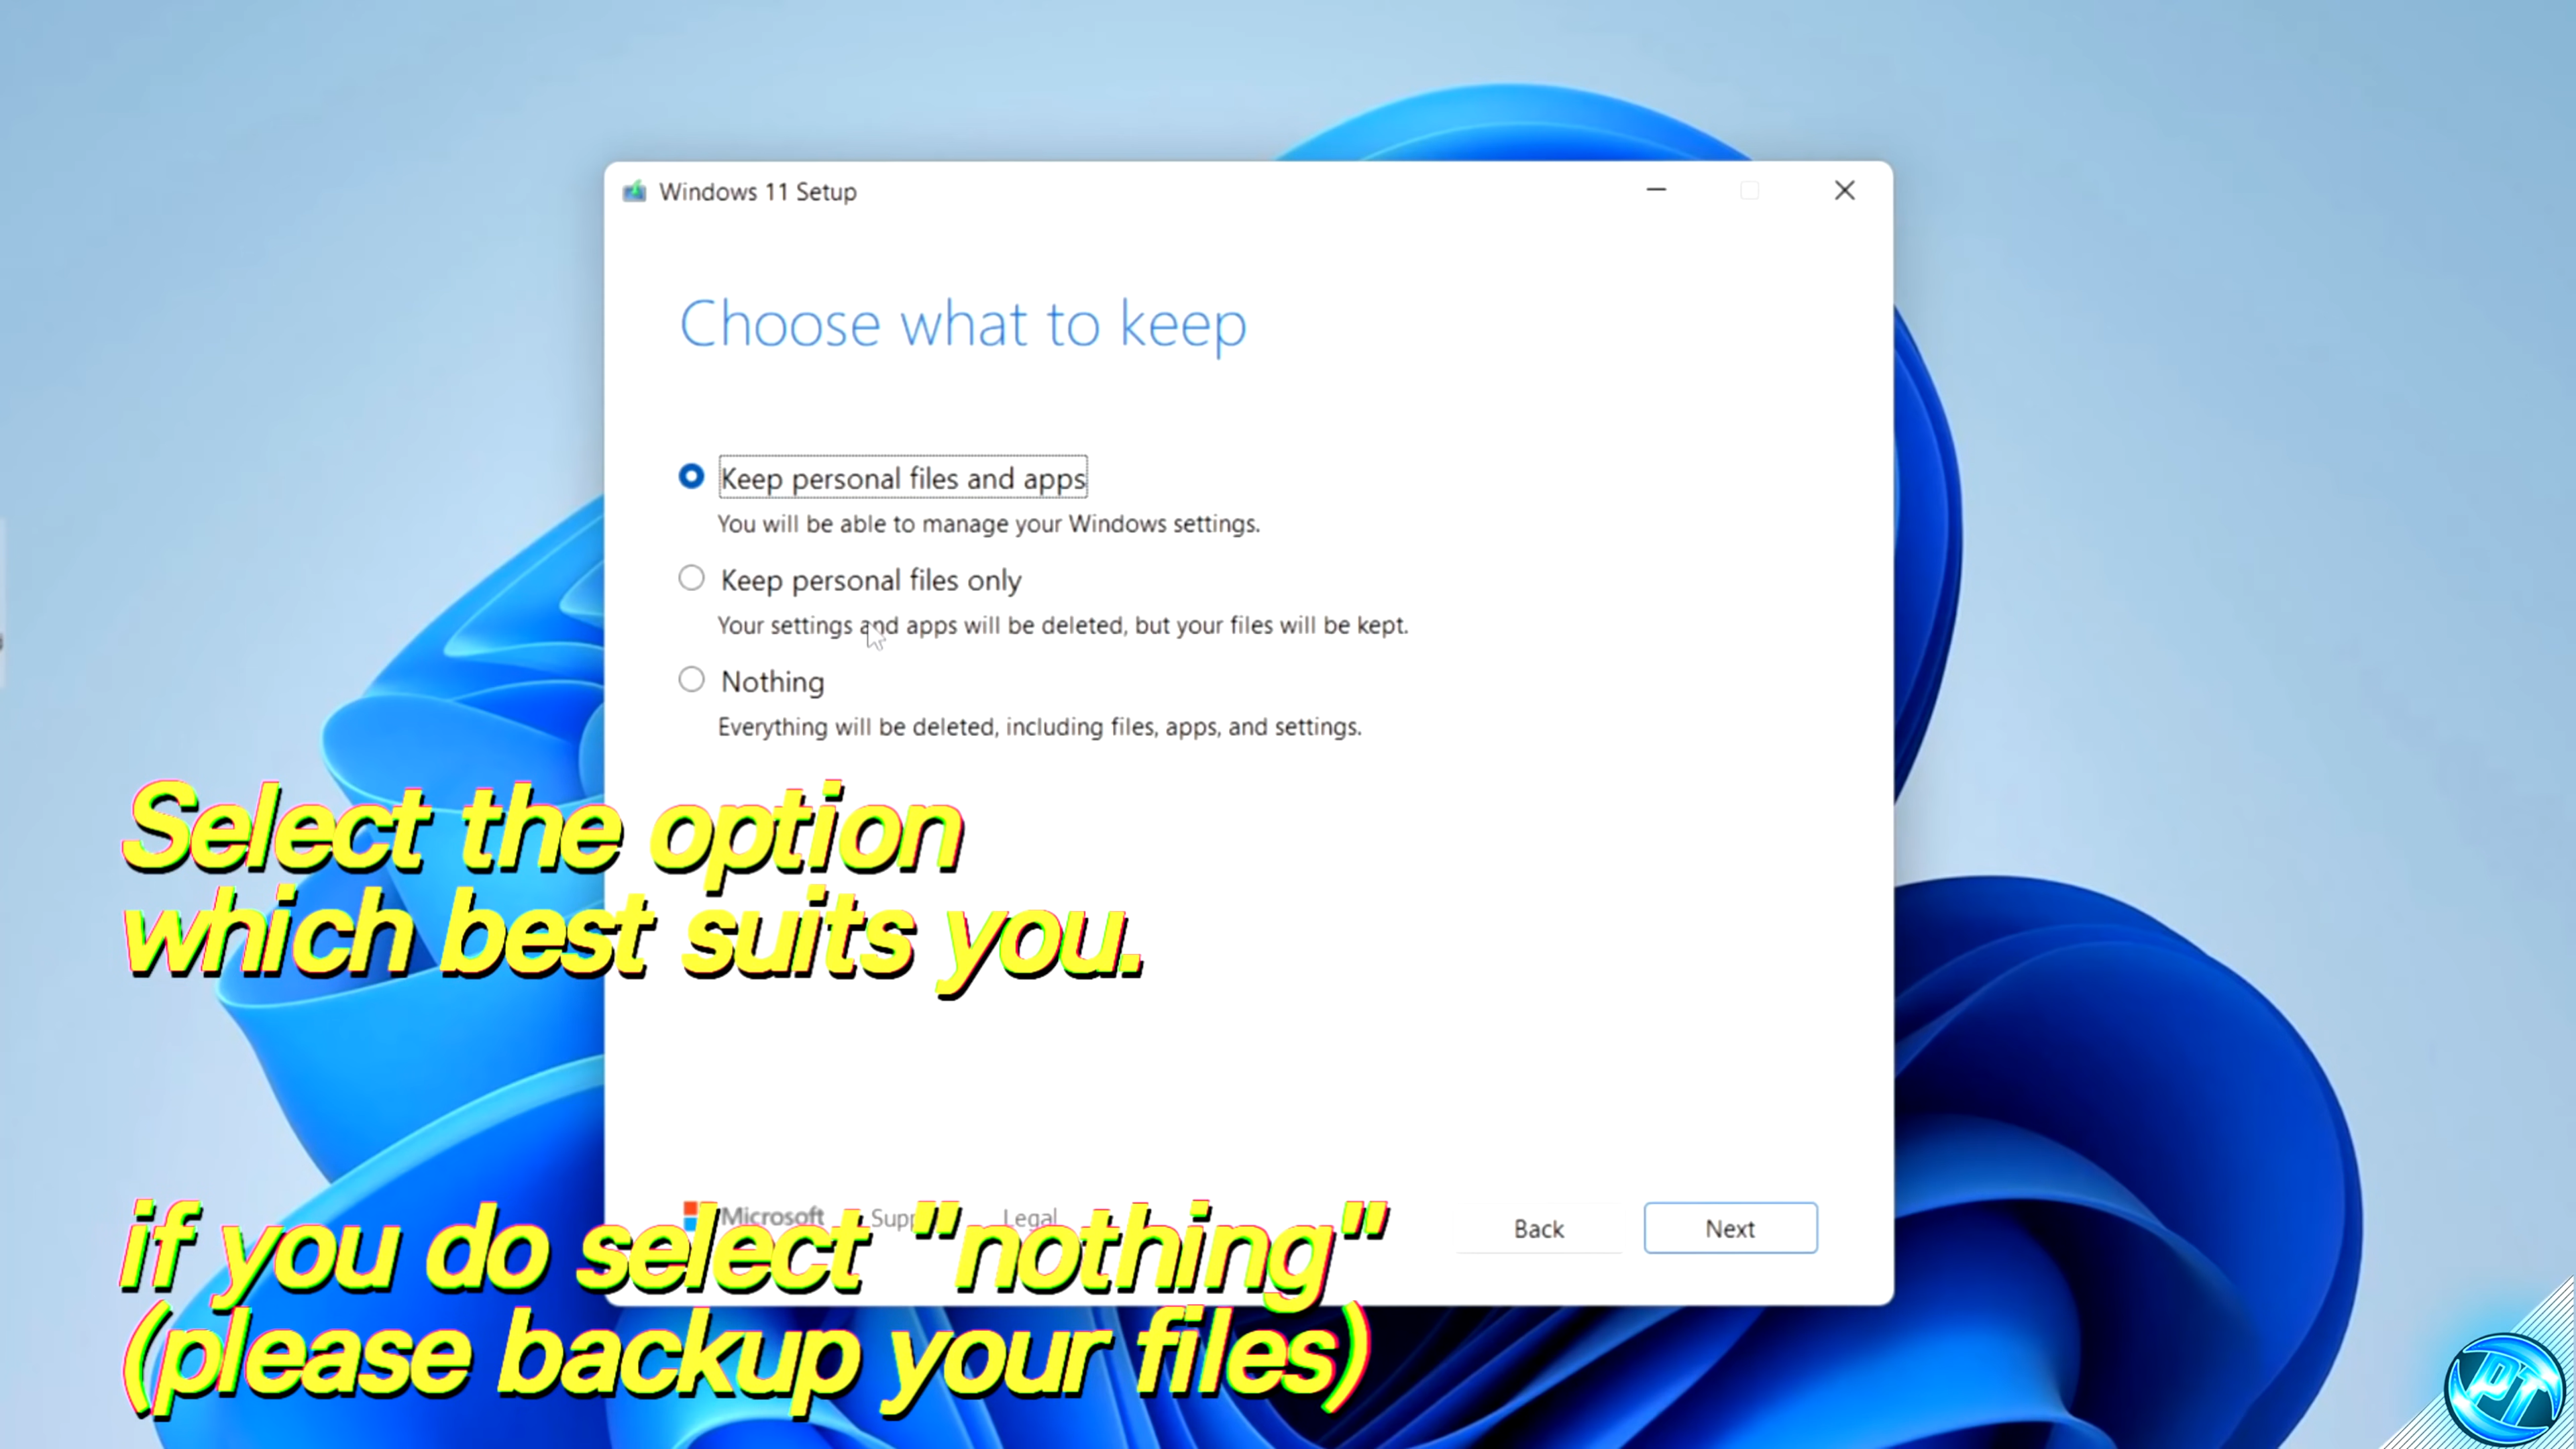 Windows 11 Setup
Choose what to keep
Keep personal files and apps
You will be able to manage your Windows settings.
Keep personal files only
Your settings and apps will be deleted, but your files will be kept.
Nothing
Everything will be deleted, including files, apps, and settings.
Select the option
which best suits you.
Microsoft Supp Legal
Back Next
if you do select "nothing"
(please backup your files)
PT